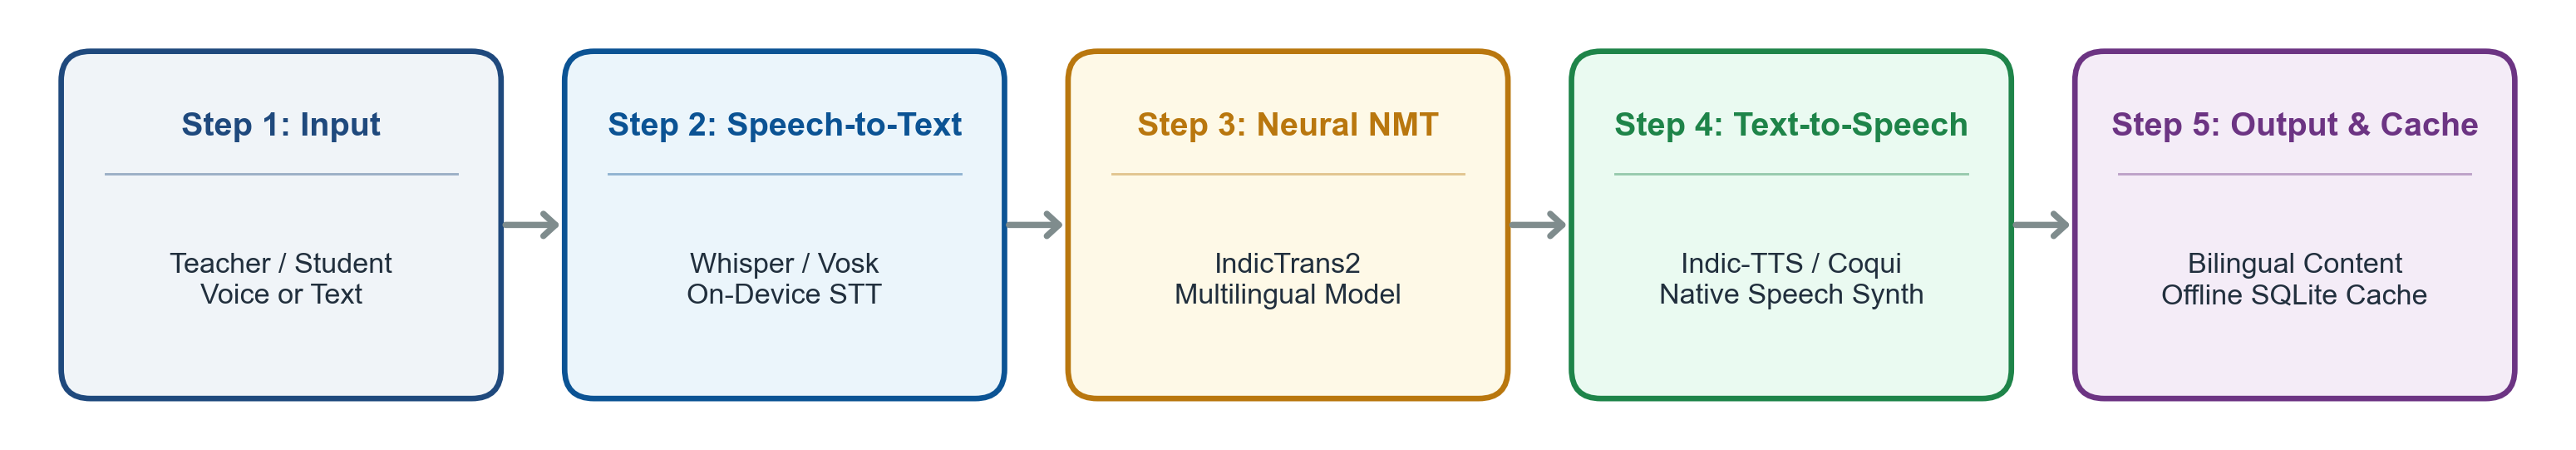 Step 1: Input
Teacher / Student
Voice or Text
Step 2: Speech-to-Text
Whisper / Vosk
On-Device STT
Step 3: Neural NMT
IndicTrans2
Multilingual Model
Step 4: Text-to-Speech
Indic-TTS / Coqui
Native Speech Synth
Step 5: Output & Cache
Bilingual Content
Offline SQLite Cache